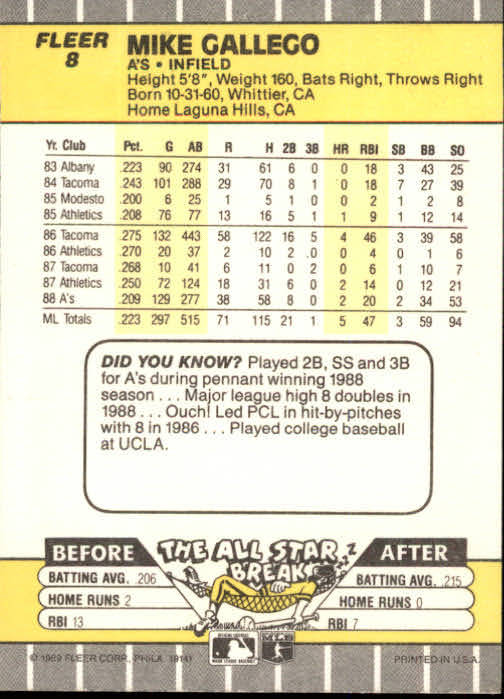 FLEER
8
MIKE GALLEGO
A'S • INFIELD
Height 5'8", Weight 160, Bats Right, Throws Right
Born 10-31-60, Whittier, CA
Home Laguna Hills, CA
Yr. Club Pct. G AB R H 2B 3B HR RBI SB BB SO
83 Albany .223 90 274 31 61 6 0 0 18 3 43 25
84 Tacoma .243 101 288 29 70 8 1 0 18 7 27 39
85 Modesto .200 6 25 1 5 1 0 0 2 1 2 8
85 Athletics .208 76 77 13 16 5 1 1 9 1 12 14
86 Tacoma .275 132 443 58 122 16 5 4 46 3 39 58
86 Athletics .270 20 37 2 10 2 .0 0 4 0 1 6
87 Tacoma .268 10 41 6 11 0 2 0 6 1 10 7
87 Athletics .250 72 124 18 31 6 0 2 14 0 12 21
88 A's .209 129 277 38 58 8 0 2 20 2 34 53
ML Totals .223 297 515 71 115 21 1 5 47 3 59 94
DID YOU KNOW? Played 2B, SS and 3B
for A's during pennant winning 1988
season . . . Major league high 8 doubles in
1988 . . . Ouch! Led PCL in hit-by-pitches
with 8 in 1986 . . . Played college baseball
at UCLA.
BEFORE THE ALL STAR BREAK AFTER
BATTING AVG. .206 BATTING AVG. .215
HOME RUNS 2 HOME RUNS 0
RBI 13 RBI 7
MLB
© 1989 FLEER CORP., PHILA. 19141 PRINTED IN U.S.A.